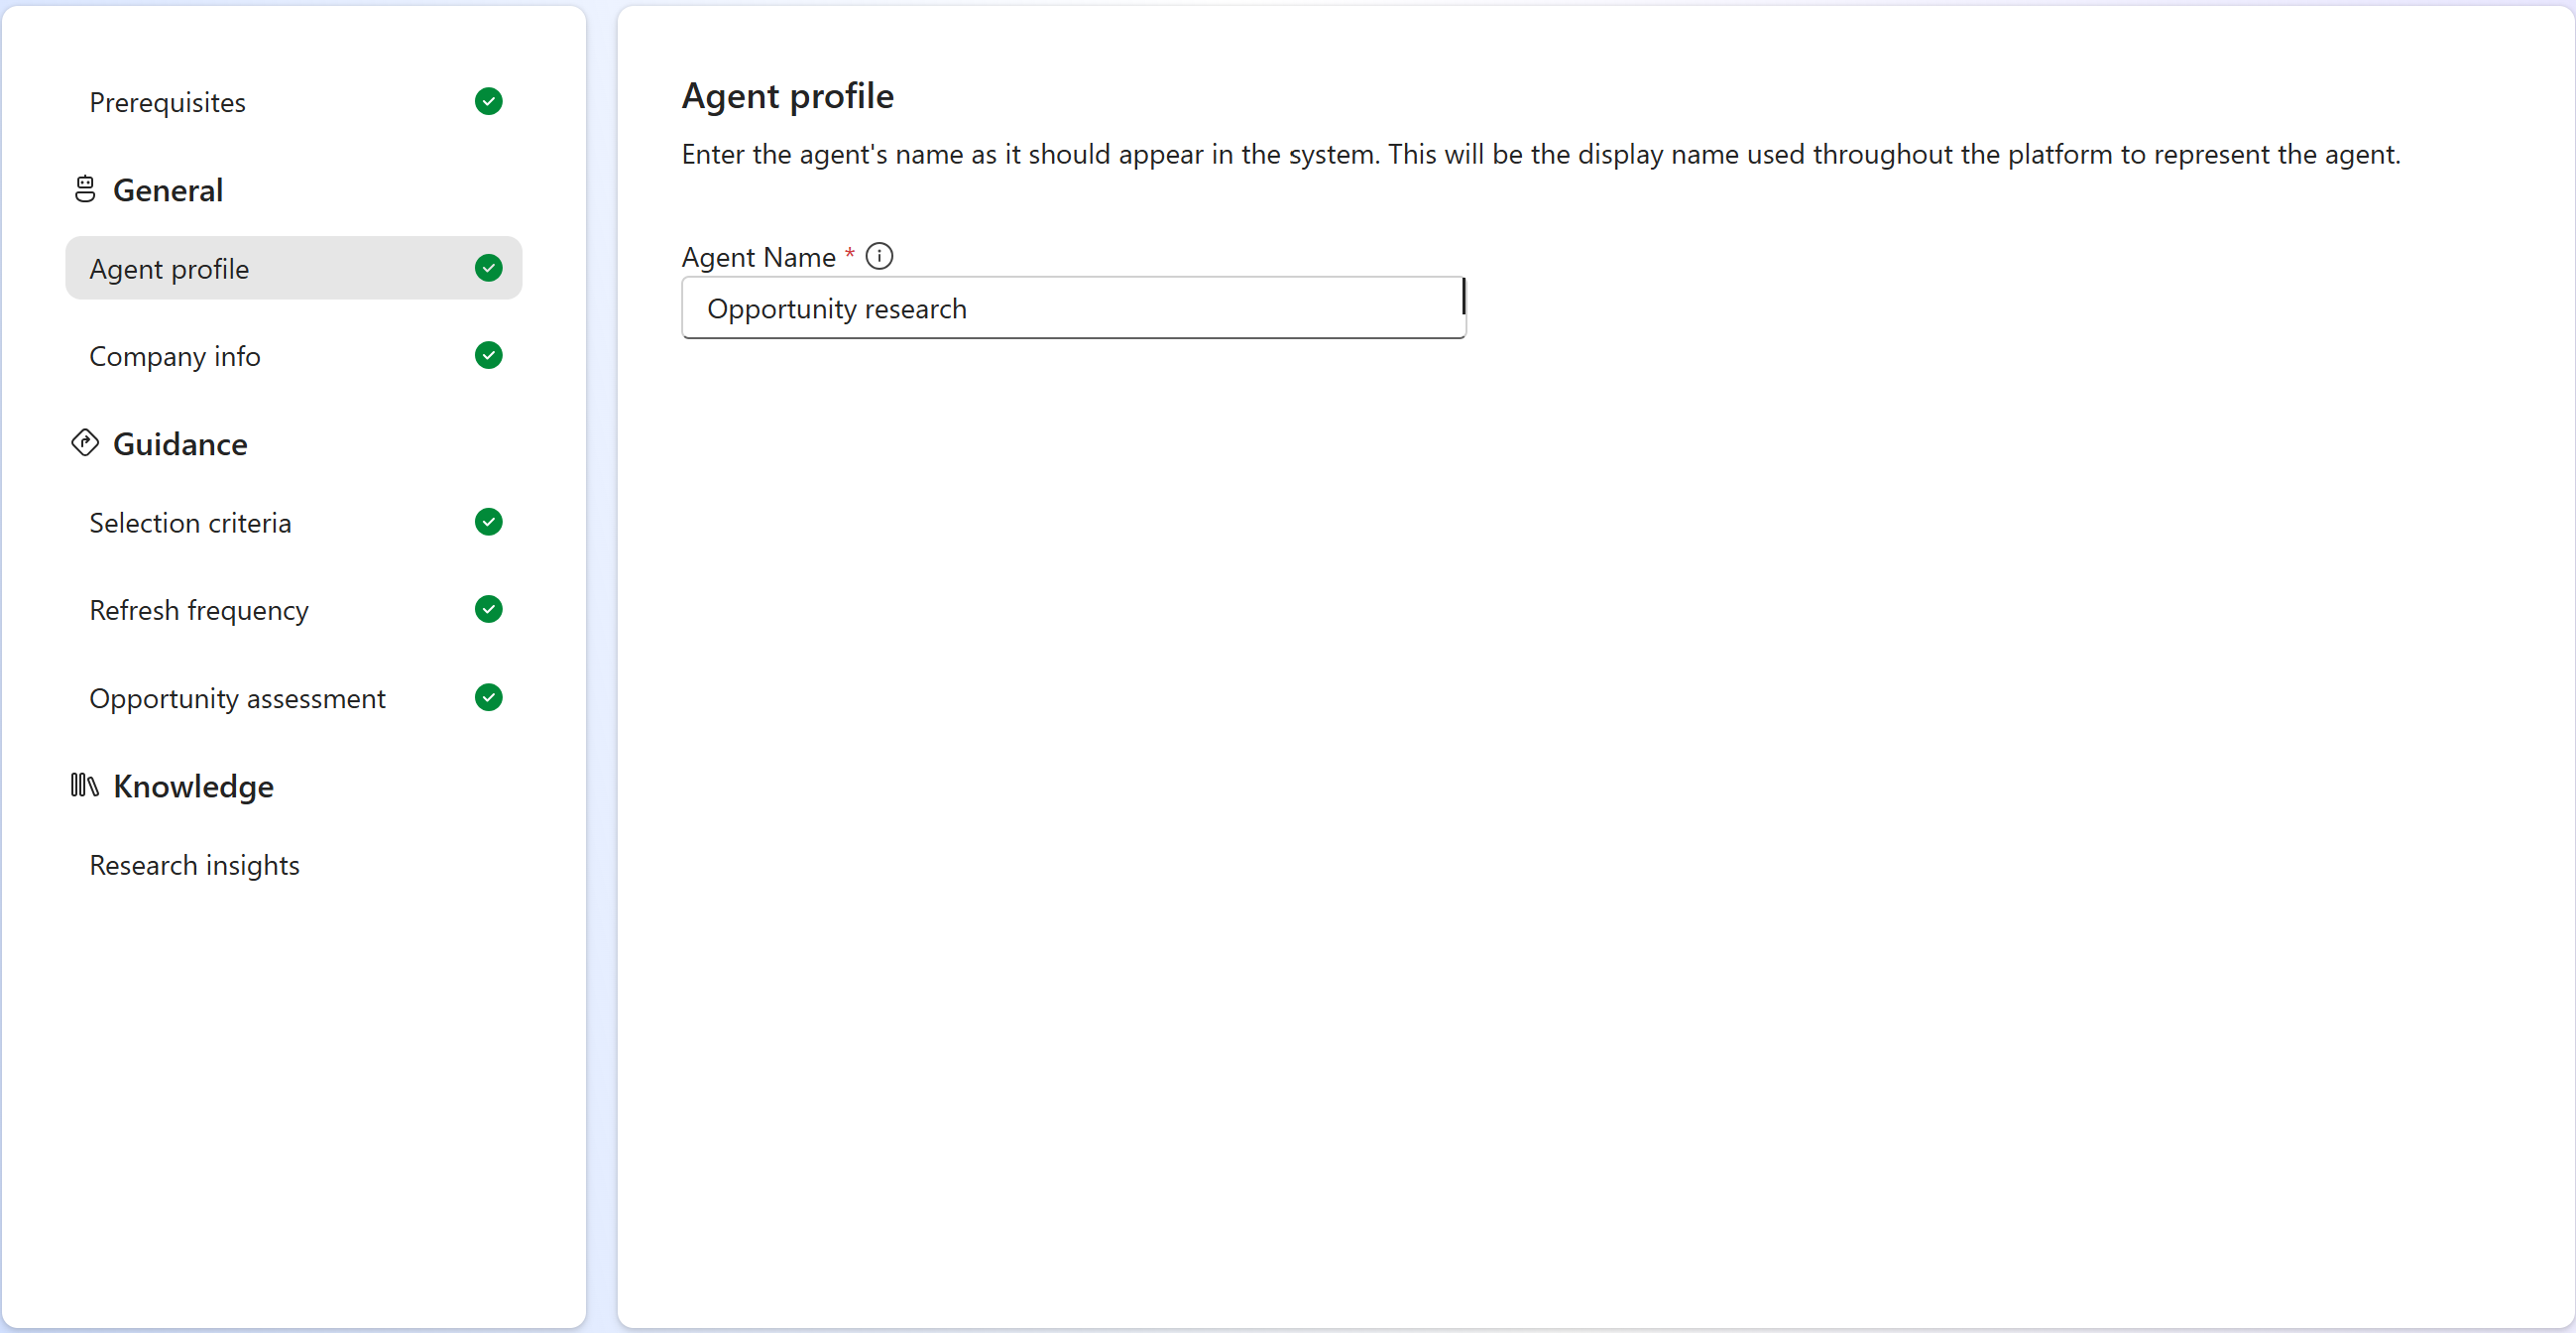 Prerequisites
General
Agent profile
Company info
Guidance
Selection criteria
Refresh frequency
Opportunity assessment
Knowledge
Research insights
Agent profile
Enter the agent's name as it should appear in the system. This will be the display name used throughout the platform to represent the agent.
Agent Name *
Opportunity research